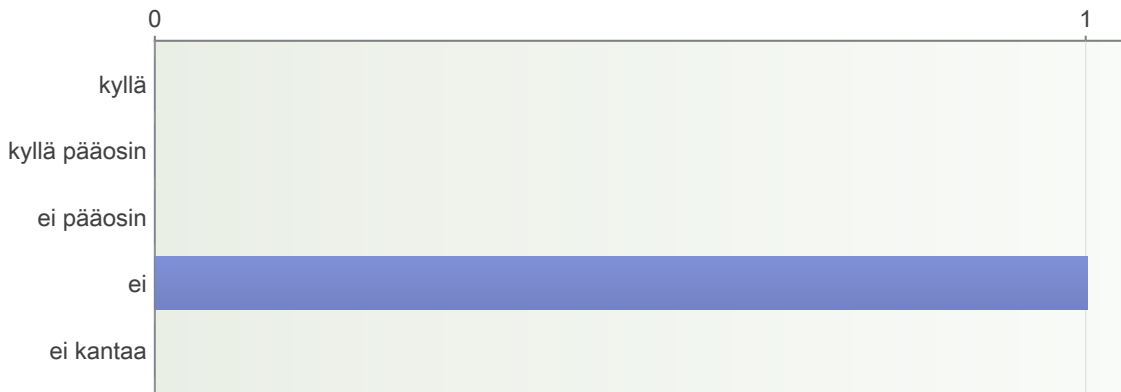 0 1
kyllä
kyllä pääosin
ei pääosin
ei
ei kantaa